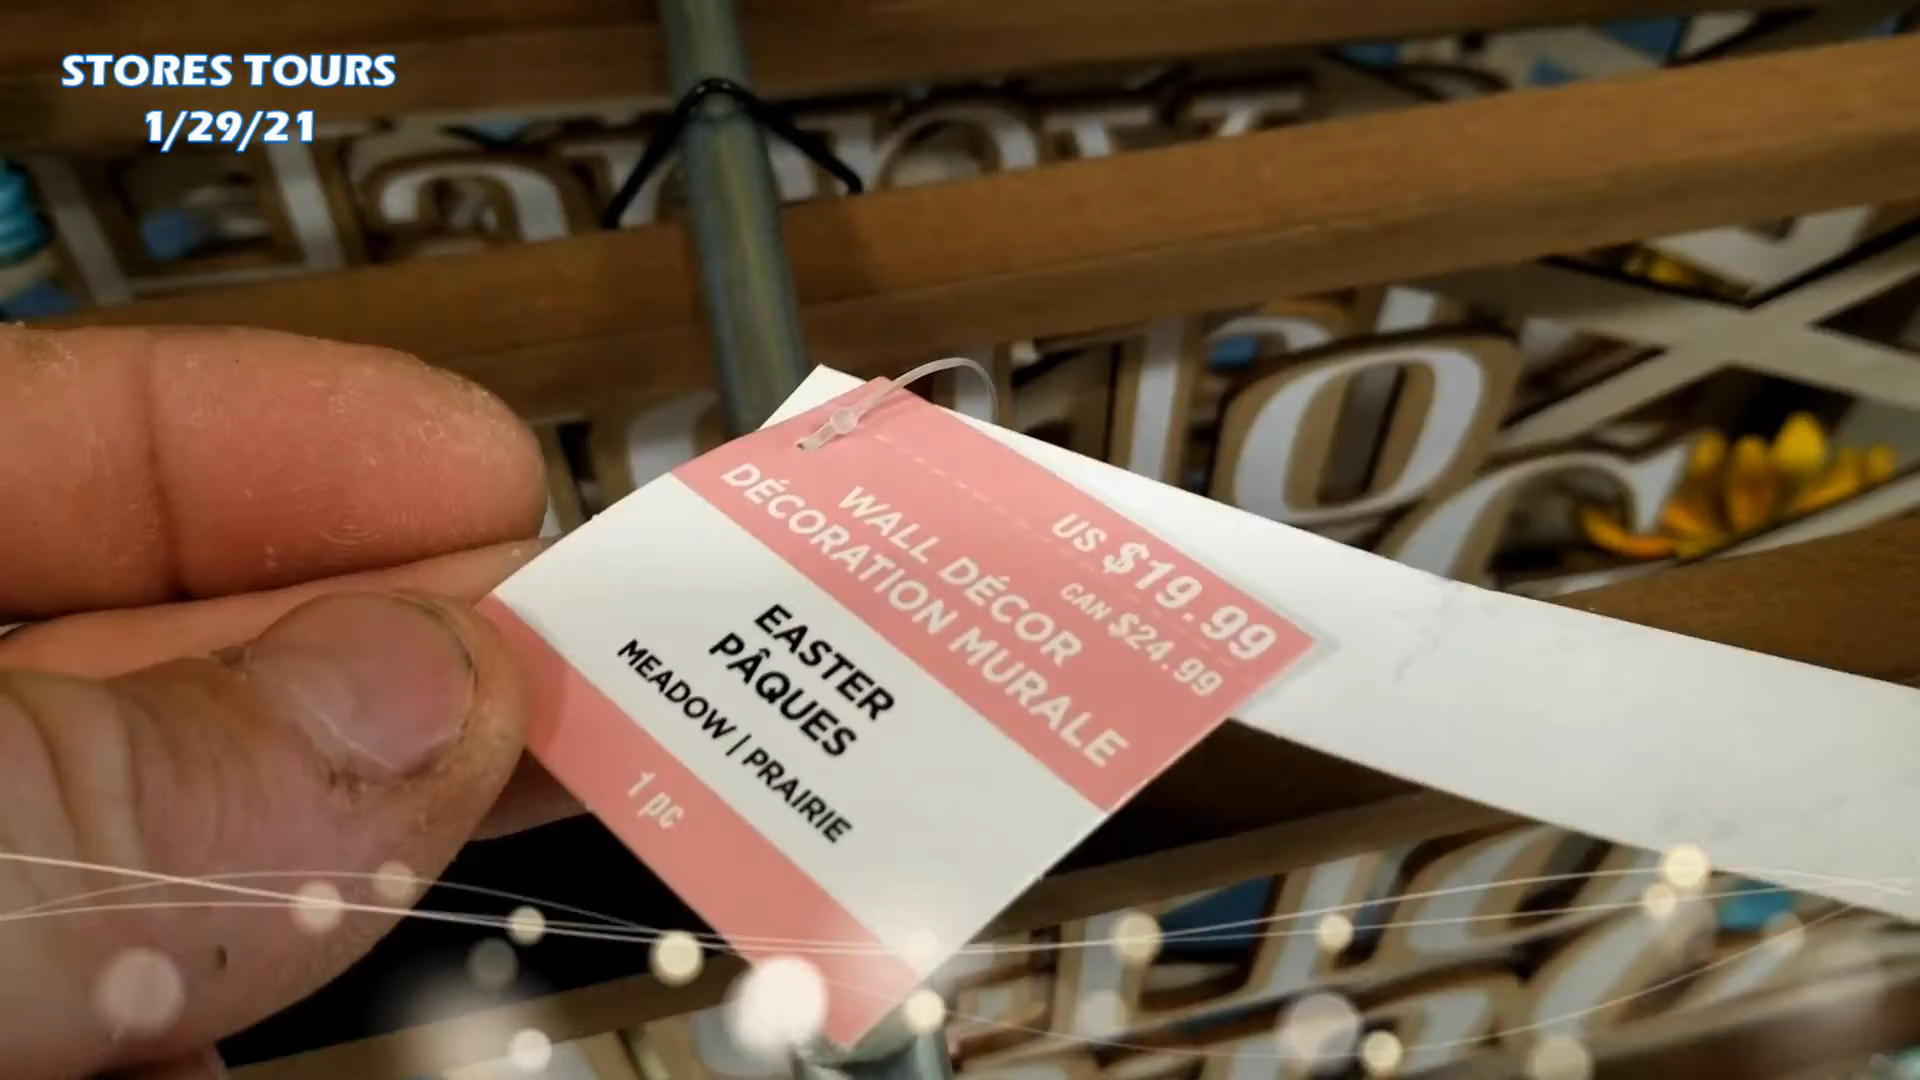 STORES TOURS
1/29/21
Happy
US $19.99
CAN $24.99
WALL DÉCOR
DÉCORATION MURALE
EASTER
PÂQUES
MEADOW | PRAIRIE
1 pc